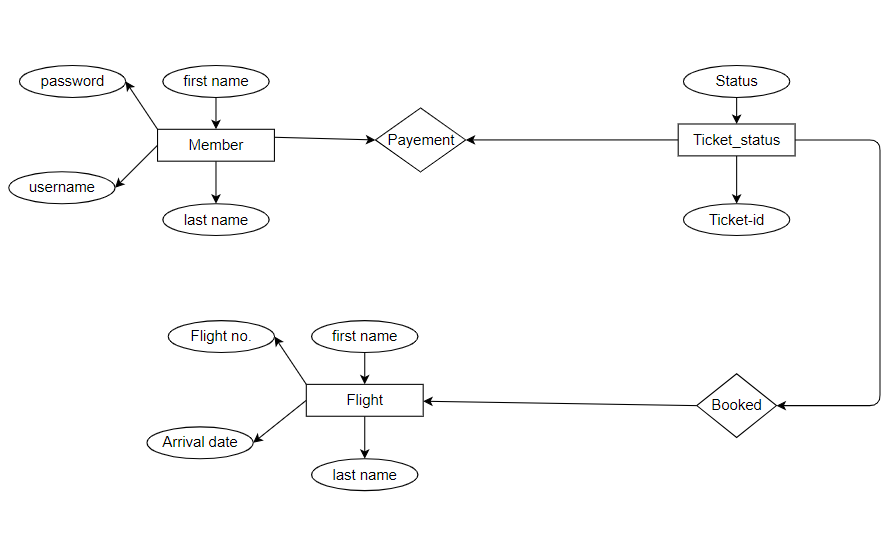 password
first name
Status
Member
Payement
Ticket_status
username
last name
Ticket-id
Flight no.
first name
Flight
Booked
Arrival date
last name